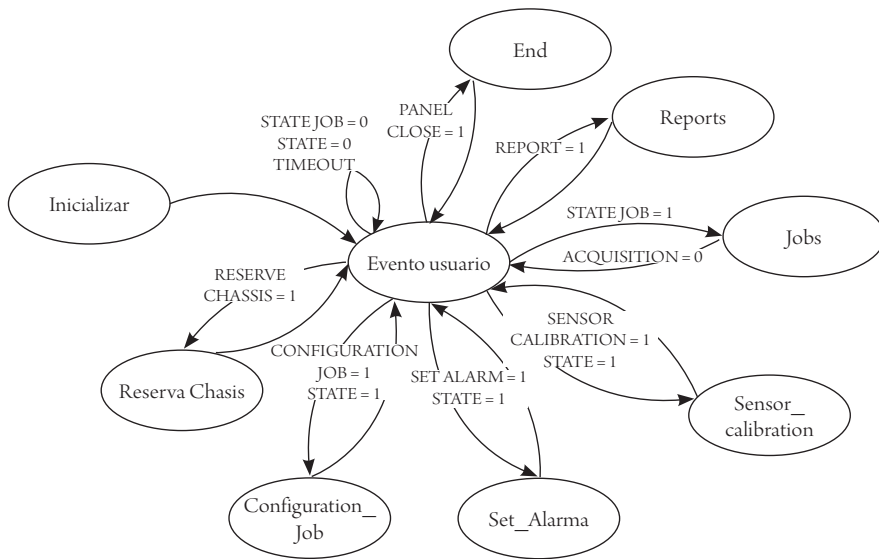 End
PANEL
CLOSE = 1
STATE JOB = 0
STATE = 0
TIMEOUT
Reports
REPORT = 1
Inicializar
STATE JOB = 1
Jobs
ACQUISITION = 0
Evento usuario
RESERVE
CHASSIS = 1
SENSOR
CALIBRATION = 1
STATE = 1
CONFIGURATION
JOB = 1
STATE = 1
SET ALARM = 1
STATE = 1
Reserva Chasis
Sensor_
calibration
Configuration_
Job
Set_Alarma